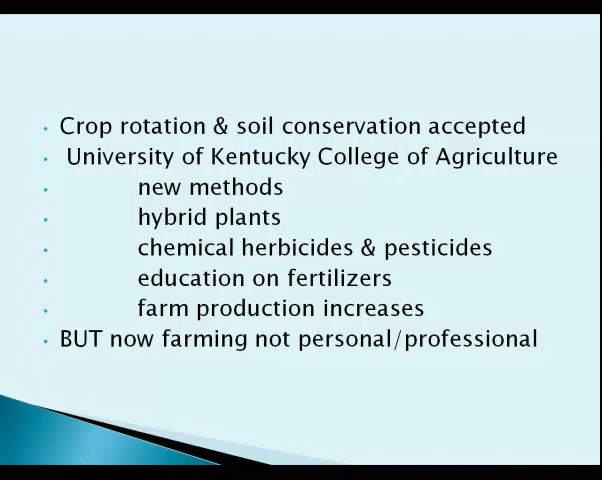 • Crop rotation & soil conservation accepted
• University of Kentucky College of Agriculture
• new methods
• hybrid plants
• chemical herbicides & pesticides
• education on fertilizers
• farm production increases
• BUT now farming not personal/professional